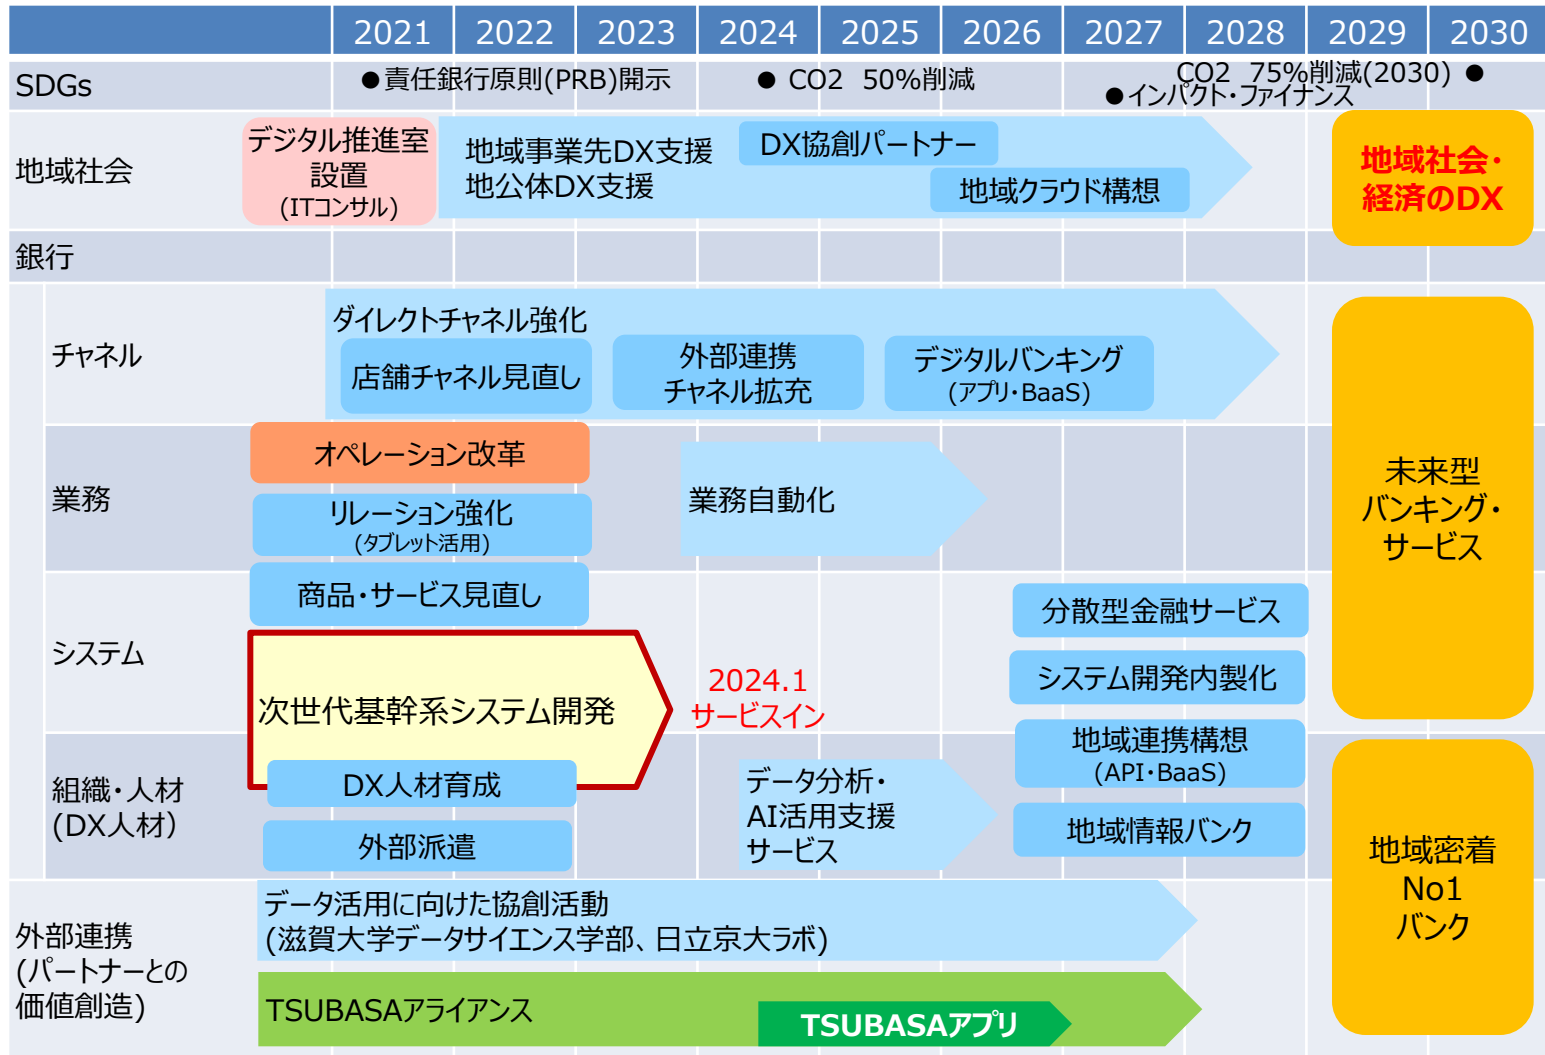 2021 2022 2023 2024 2025 2026 2027 2028 2029 2030
SDGs
●責任銀行原則(PRB)開示
● CO2 50%削減
CO2 75%削減(2030) ●
●インパクト・ファイナンス
地域社会
デジタル推進室
設置
(ITコンサル)
地域事業先DX支援
地公体DX支援
DX協創パートナー
地域クラウド構想
地域社会・
経済のDX
銀行
チャネル
ダイレクトチャネル強化
店舗チャネル見直し
外部連携
チャネル拡充
デジタルバンキング
(アプリ・BaaS)
業務
オペレーション改革
リレーション強化
(タブレット活用)
商品・サービス見直し
業務自動化
未来型
バンキング・
サービス
システム
次世代基幹系システム開発
2024.1
サービスイン
分散型金融サービス
システム開発内製化
地域連携構想
(API・BaaS)
地域情報バンク
組織・人材
(DX人材)
DX人材育成
外部派遣
データ分析・
AI活用支援
サービス
地域密着
No1
バンク
外部連携
(パートナーとの
価値創造)
データ活用に向けた協創活動
(滋賀大学データサイエンス学部、日立京大ラボ)
TSUBASAアライアンス
TSUBASAアプリ